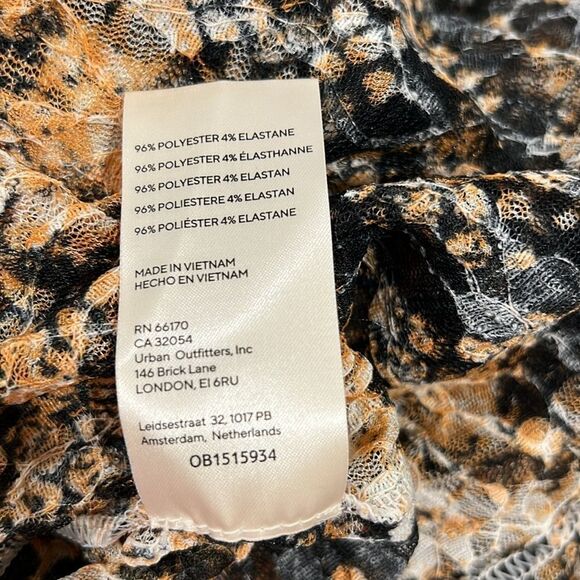 96% POLYESTER 4% ELASTANE
96% POLYESTER 4% ÉLASTHANNE
96% POLYESTER 4% ELASTAN
96% POLIESTERE 4% ELASTAN
96% POLIÉSTER 4% ELASTANE
MADE IN VIETNAM
HECHO EN VIETNAM
RN 66170
CA 32054
Urban Outfitters, Inc
146 Brick Lane
LONDON, E1 6RU
Leidsestraat 32, 1017 PB
Amsterdam, Netherlands
OB1515934